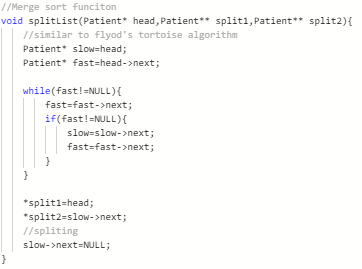 //Merge sort funciton
void splitList(Patient* head,Patient** split1,Patient** split2){
//similar to flyod's tortoise algorithm
Patient* slow=head;
Patient* fast=head->next;
while(fast!=NULL){
fast=fast->next;
if(fast!=NULL){
slow=slow->next;
fast=fast->next;
}
}
*split1=head;
*split2=slow->next;
//spliting
slow->next=NULL;
}